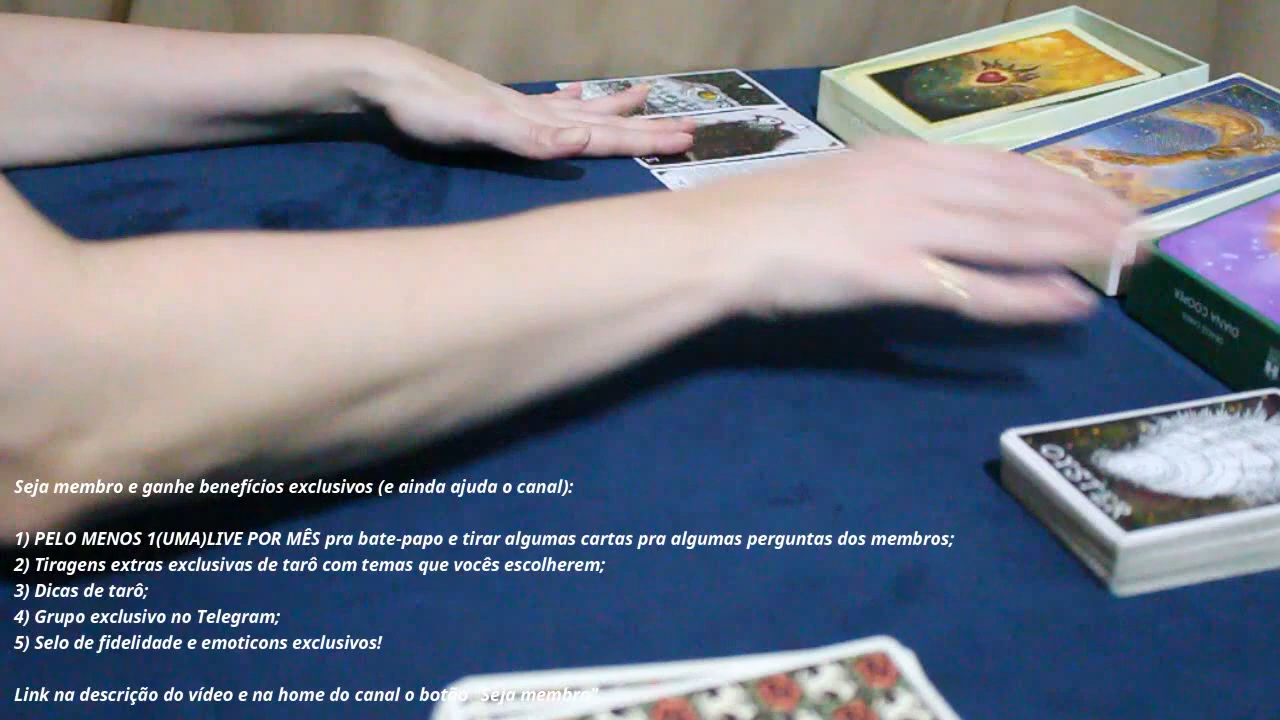 DIANA COOPER
OYSTER
Seja membro e ganhe benefícios exclusivos (e ainda ajuda o canal):
1) PELO MENOS 1(UMA)LIVE POR MÊS pra bate-papo e tirar algumas cartas pra algumas perguntas dos membros;
2) Tiragens extras exclusivas de tarô com temas que vocês escolherem;
3) Dicas de tarô;
4) Grupo exclusivo no Telegram;
5) Selo de fidelidade e emoticons exclusivos!
Link na descrição do vídeo e na home do canal o botão "Seja membro"